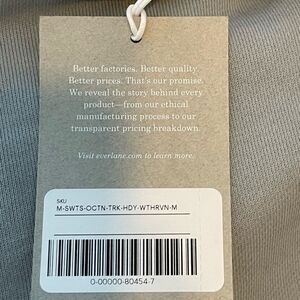 Better factories. Better quality.
Better prices. That's our promise.
We reveal the story behind every
product—from our ethical
manufacturing process to our
transparent pricing breakdown.
Visit everlane.com to learn more.
SKU
M-SWTS-OCTN-TRK-HDY-WTHRVN-M
0-00000-80454-7